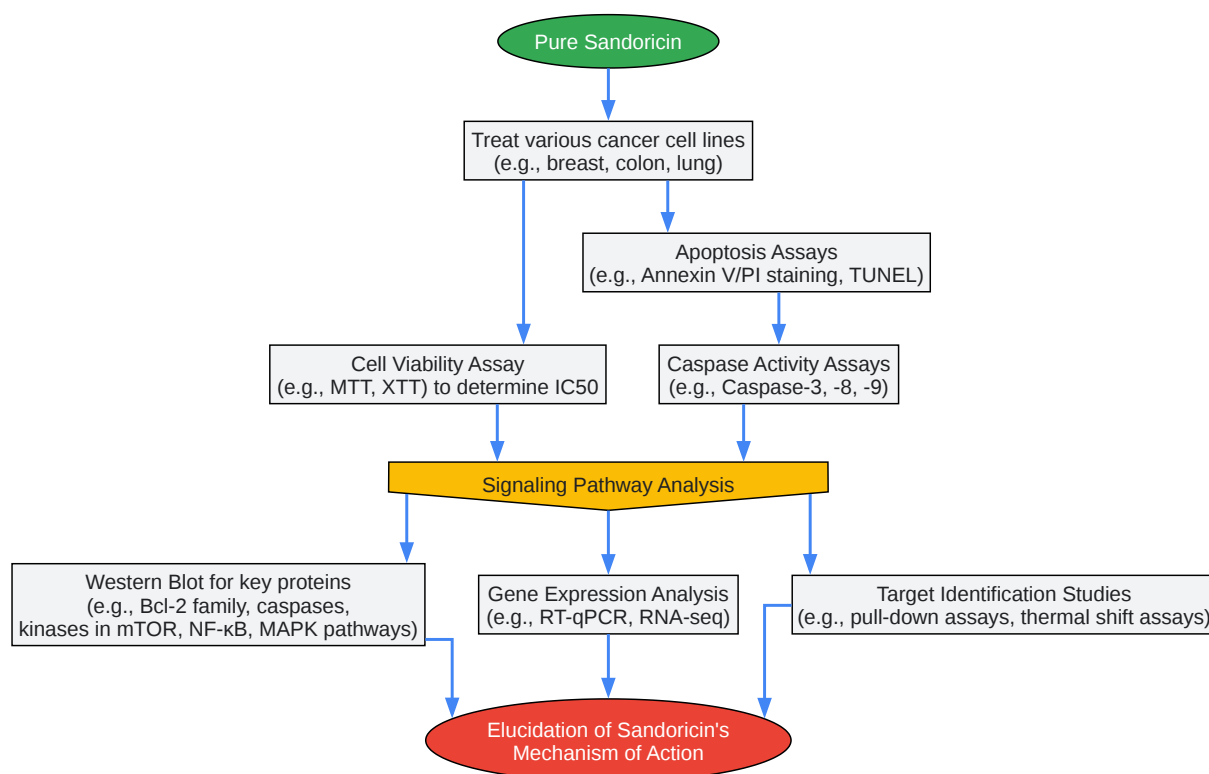 Pure Sandoricin
Treat various cancer cell lines
(e.g., breast, colon, lung)
Apoptosis Assays
(e.g., Annexin V/PI staining, TUNEL)
Cell Viability Assay
(e.g., MTT, XTT) to determine IC50
Caspase Activity Assays
(e.g., Caspase-3, -8, -9)
Signaling Pathway Analysis
Western Blot for key proteins
(e.g., Bcl-2 family, caspases,
kinases in mTOR, NF-κB, MAPK pathways)
Gene Expression Analysis
(e.g., RT-qPCR, RNA-seq)
Target Identification Studies
(e.g., pull-down assays, thermal shift assays)
Elucidation of Sandoricin's
Mechanism of Action